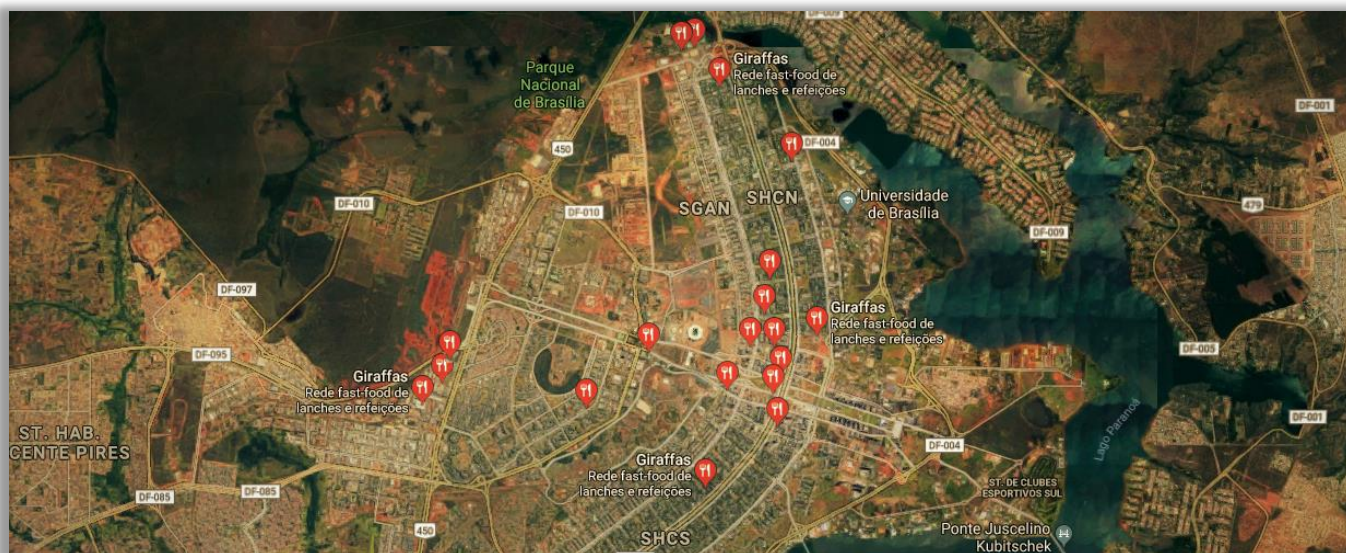 DF-009
Giraffas
Rede fast-food de
lanches e refeições
Parque
Nacional
de Brasília
DF-001
450
DF-004
DF-010
Universidade
de Brasília
SHCN
SGAN
DF-010
479
DF-009
DF-097
Giraffas
Rede fast-food de
lanches e refeições
DF-095
DF-005
Giraffas
Rede fast-food de
lanches e refeições
DF-001
Lago Paranoá
ST. HAB.
CENTE PIRES
DF-004
Giraffas
Rede fast-food de
lanches e refeições
DF-085
DF-085
ST. DE CLUBES
ESPORTIVOS SUL
450
SHCS
Ponte Juscelino
Kubitschek